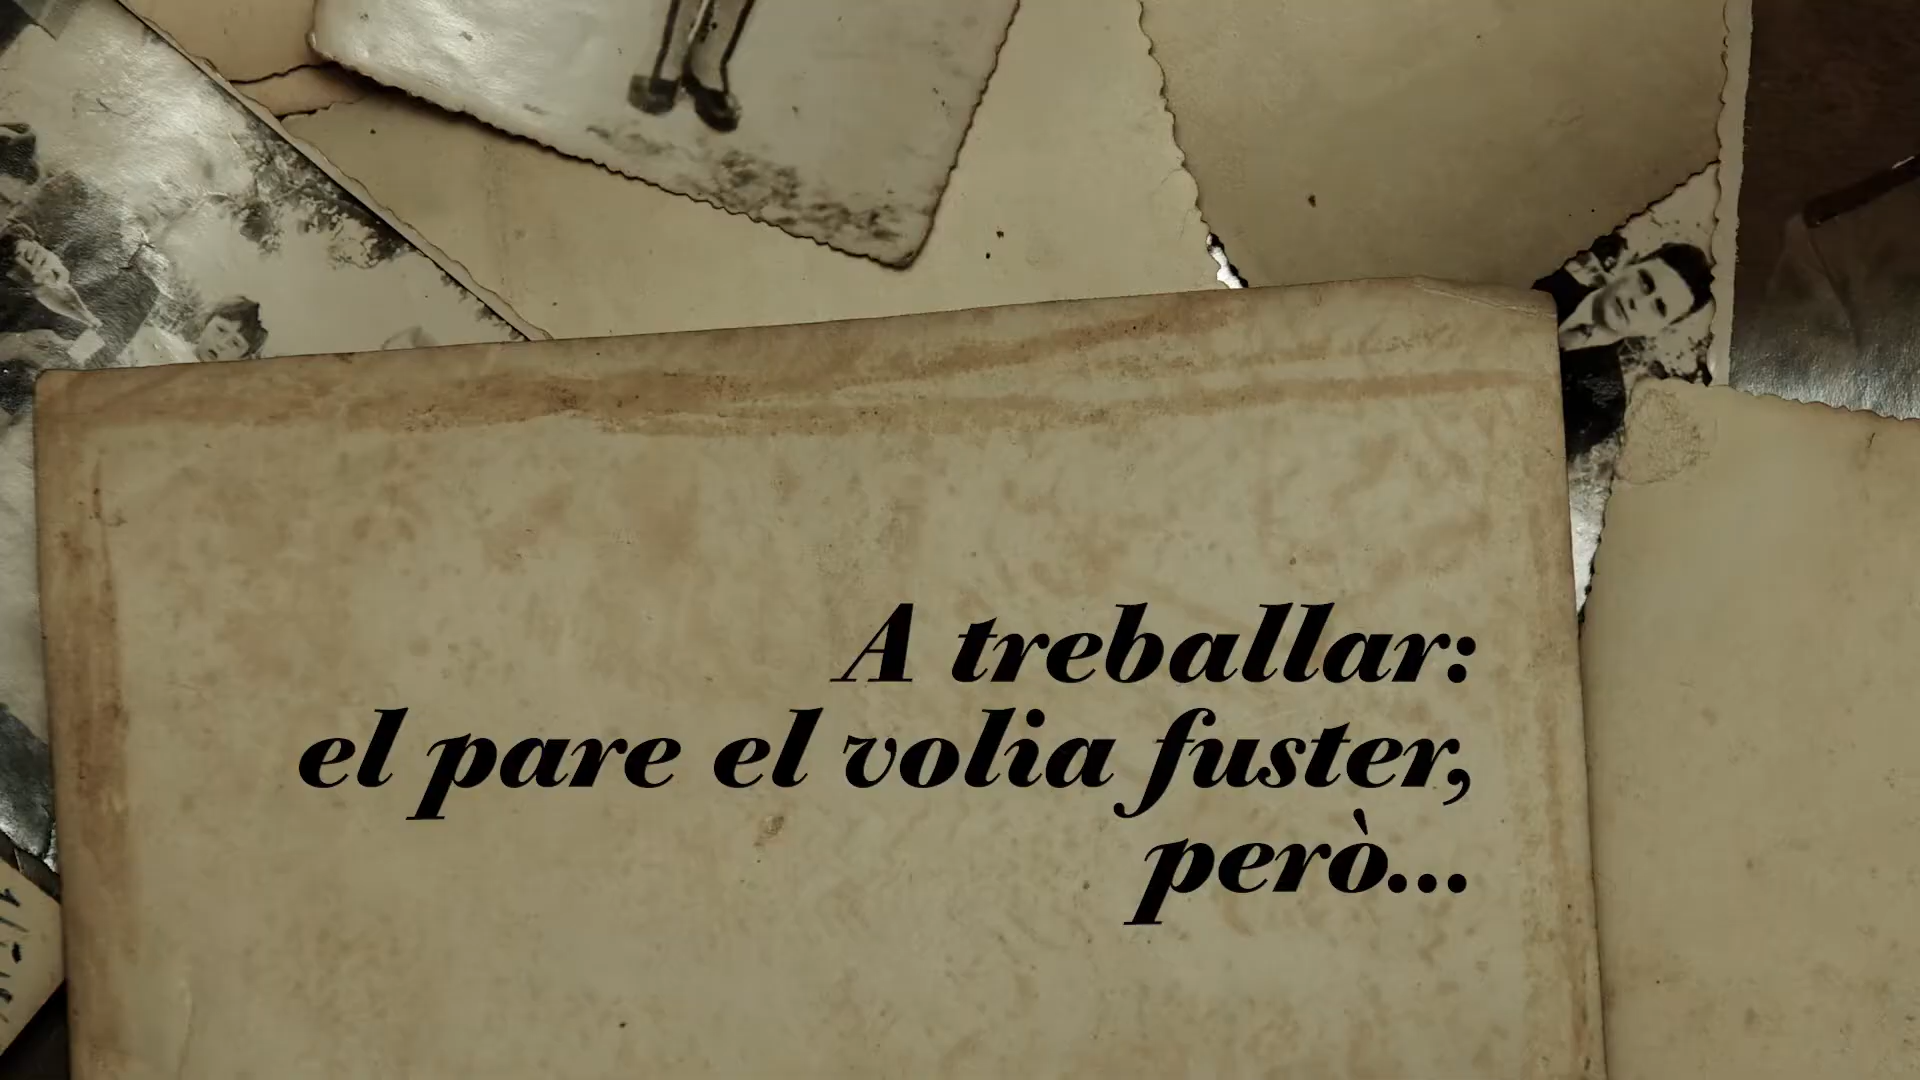 A treballar:
el pare el volia fuster,
però...